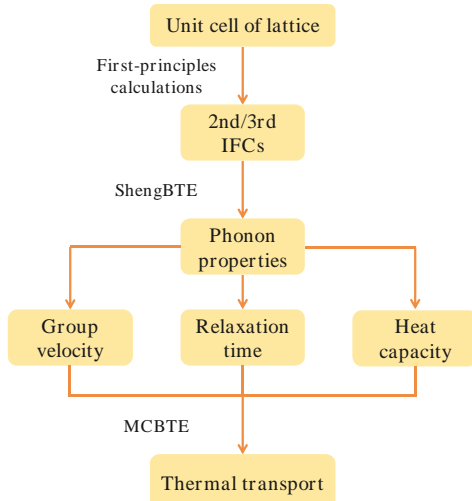 Unit cell of lattice
First-principles
calculations
2nd/3rd
IFCs
ShengBTE
Phonon
properties
Group
velocity
Relaxation
time
Heat
capacity
MCBTE
Thermal transport